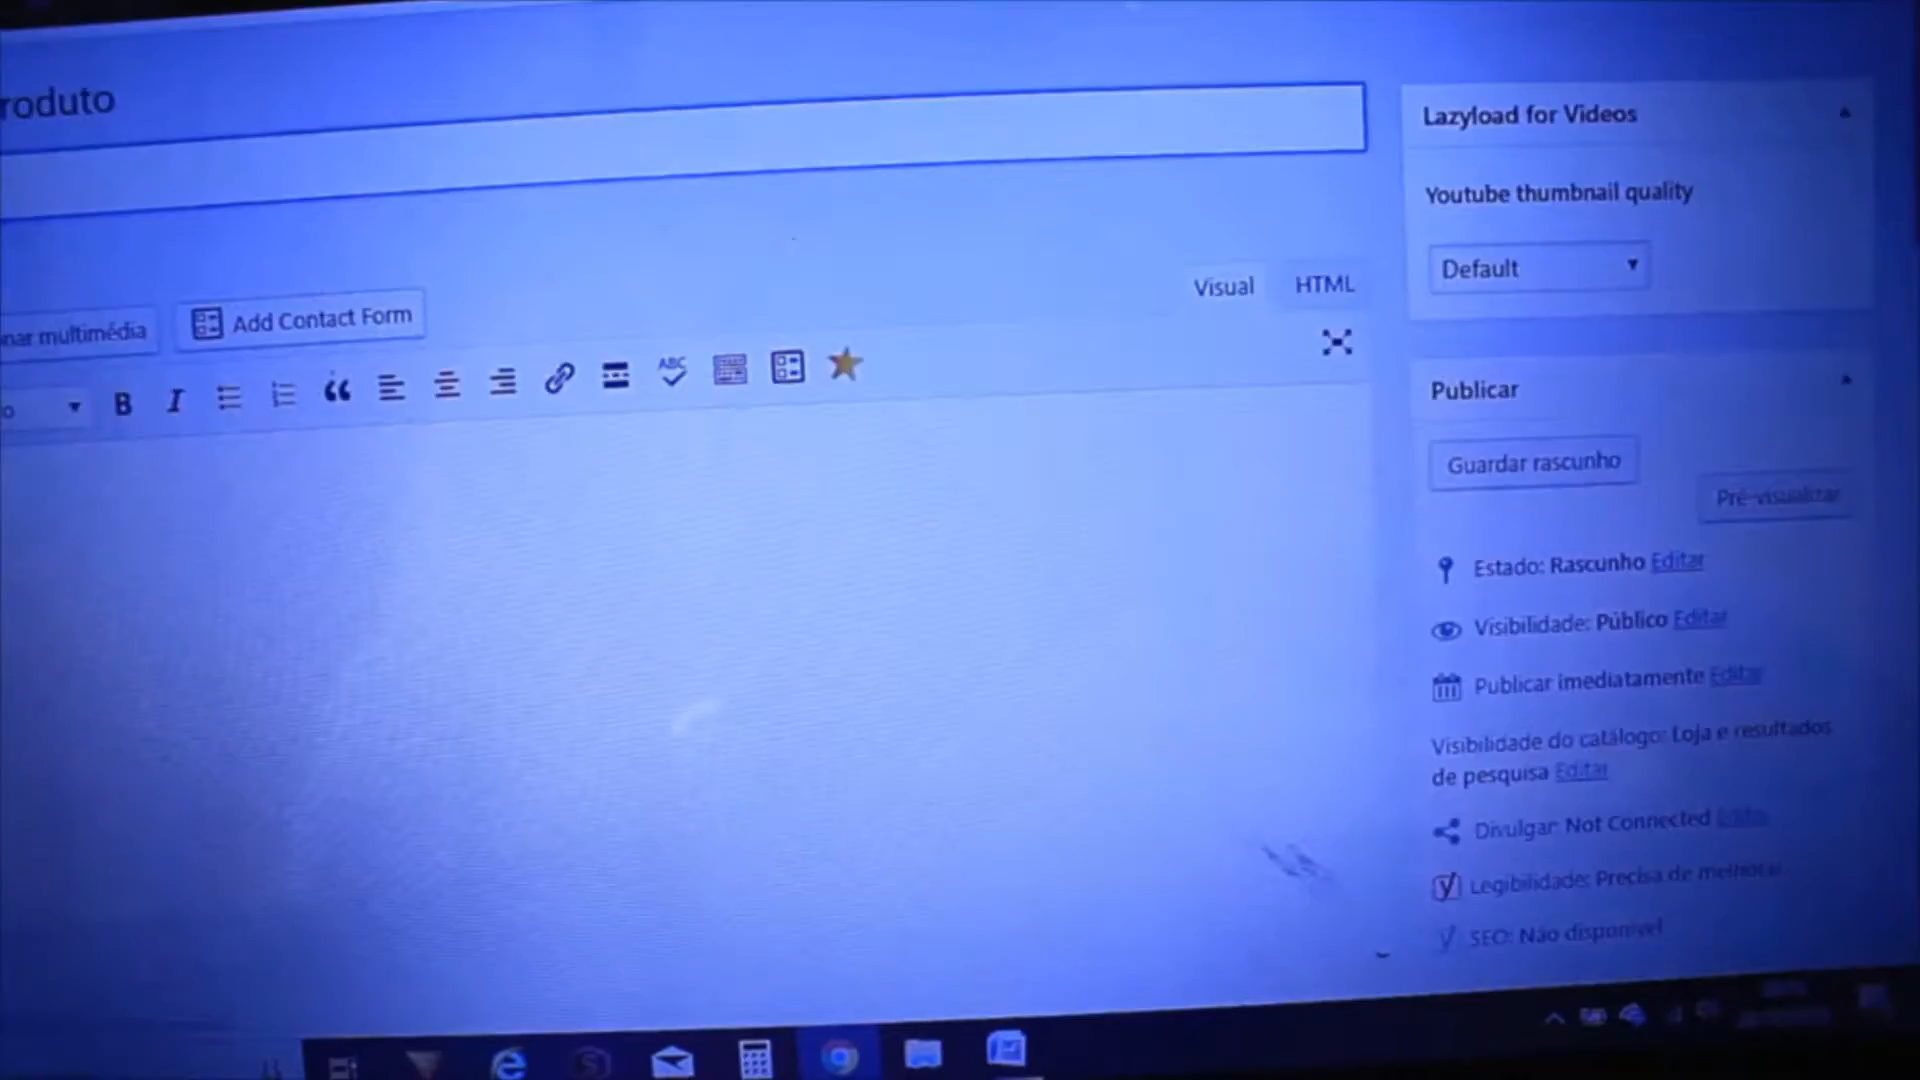 roduto
Lazyload for Videos
Youtube thumbnail quality
Default
nar multimédia
Add Contact Form
Visual
HTML
o
B
I
ABC
Publicar
Guardar rascunho
Pré-visualizar
Estado: Rascunho Editar
Visibilidade: Público Editar
Publicar imediatamente Editar
Visibilidade do catálogo: Loja e resultados
de pesquisa Editar
Divulgar: Not Connected Editar
Legibilidade: Precisa de melhorar
SEO: Não disponível